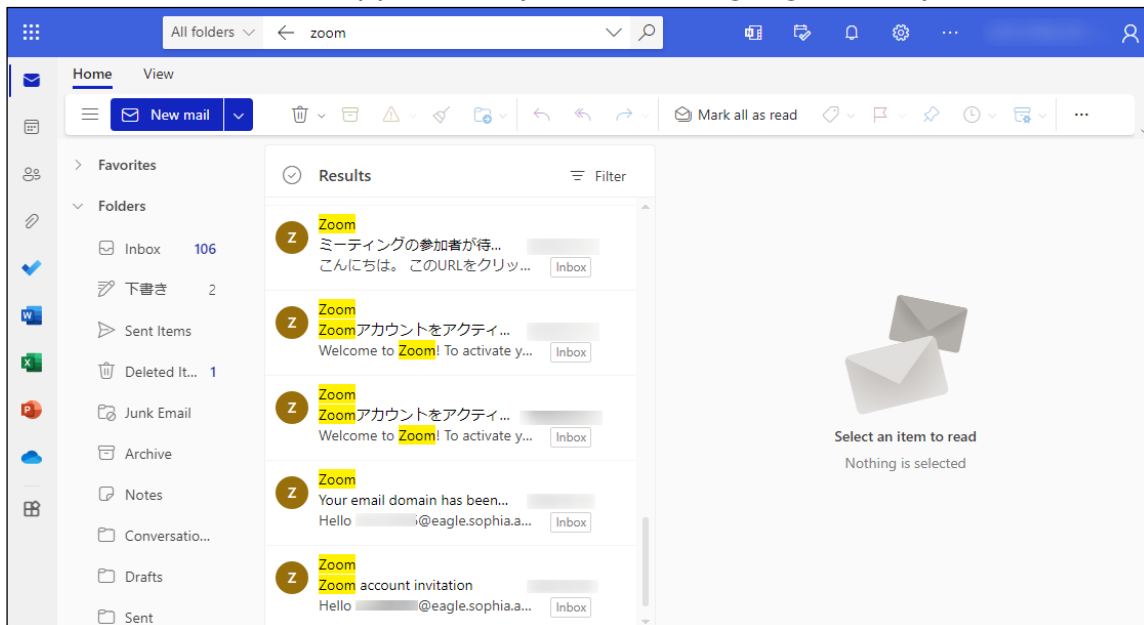 All folders
zoom
Home View
New mail
Mark all as read
Favorites
Folders
Inbox 106
下書き 2
Sent Items
Deleted It... 1
Junk Email
Archive
Notes
Conversatio...
Drafts
Sent
Results
Filter
Z
Zoom
ミーティングの参加者が待...
こんにちは。 このURLをクリッ... Inbox
Z
Zoom
Zoomアカウントをアクティ...
Welcome to Zoom! To activate y... Inbox
Z
Zoom
Zoomアカウントをアクティ...
Welcome to Zoom! To activate y... Inbox
Z
Zoom
Your email domain has been...
Hello @eagle.sophia.a... Inbox
Z
Zoom
Zoom account invitation
Hello @eagle.sophia.a... Inbox
Select an item to read
Nothing is selected